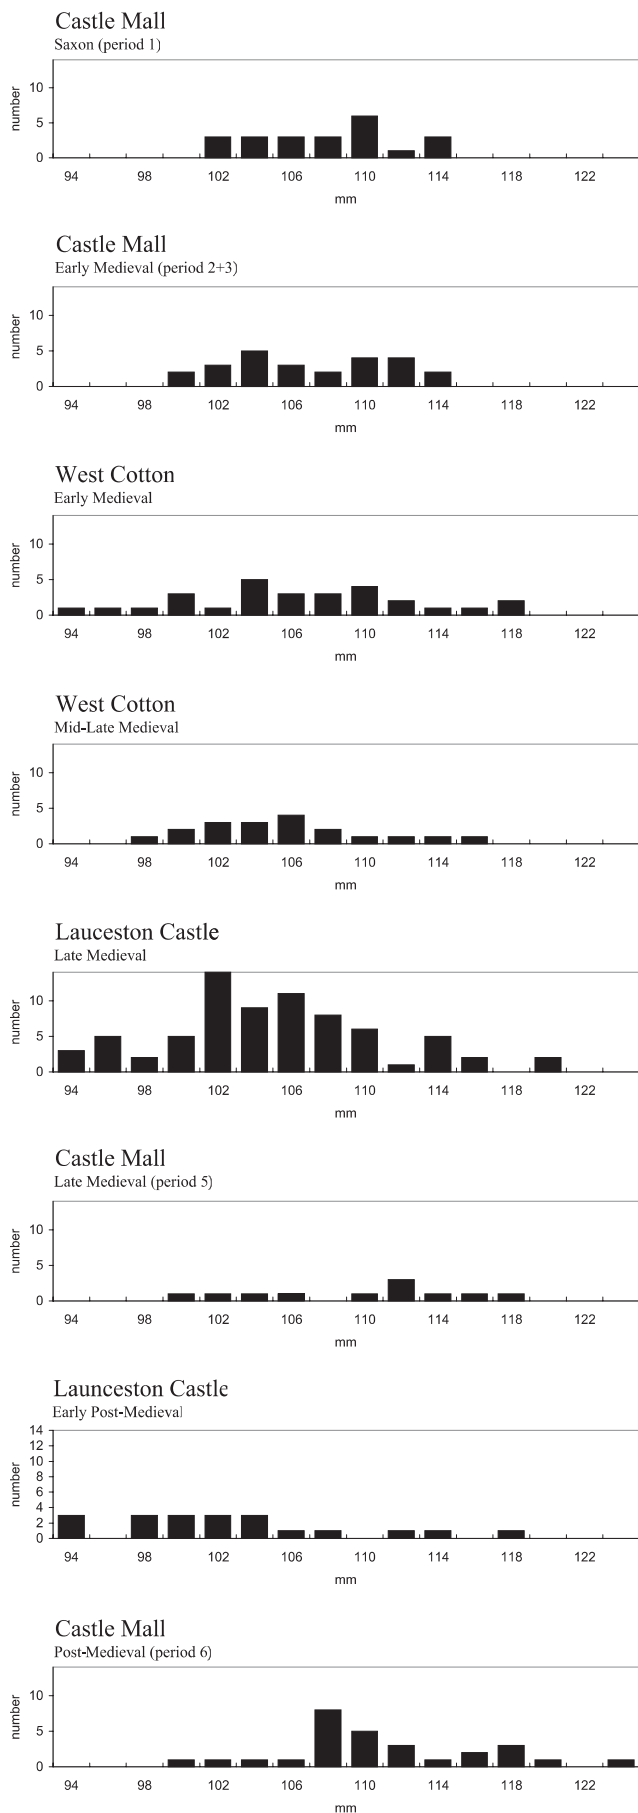 Castle Mall
Saxon (period 1)
number
10
5
0
94 98 102 106 110 114 118 122
mm
Castle Mall
Early Medieval (period 2+3)
number
10
5
0
94 98 102 106 110 114 118 122
mm
West Cotton
Early Medieval
number
10
5
0
94 98 102 106 110 114 118 122
mm
West Cotton
Mid-Late Medieval
number
10
5
0
94 98 102 106 110 114 118 122
mm
Lauceston Castle
Late Medieval
number
10
5
0
94 98 102 106 110 114 118 122
mm
Castle Mall
Late Medieval (period 5)
number
10
5
0
94 98 102 106 110 114 118 122
mm
Launceston Castle
Early Post-Medieval
number
14
12
10
8
6
4
2
0
94 98 102 106 110 114 118 122
mm
Castle Mall
Post-Medieval (period 6)
number
10
5
0
94 98 102 106 110 114 118 122
mm